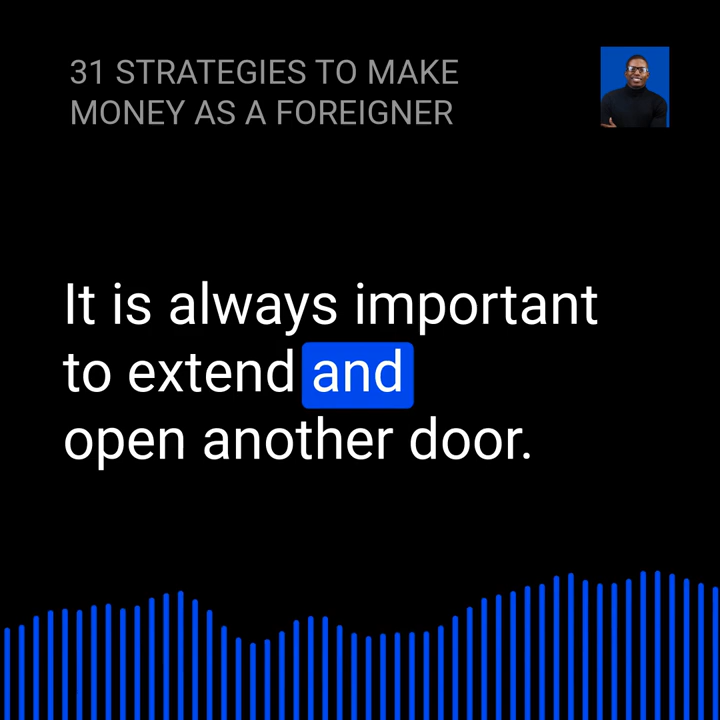 31 STRATEGIES TO MAKE
MONEY AS A FOREIGNER
It is always important
to extend and
open another door.